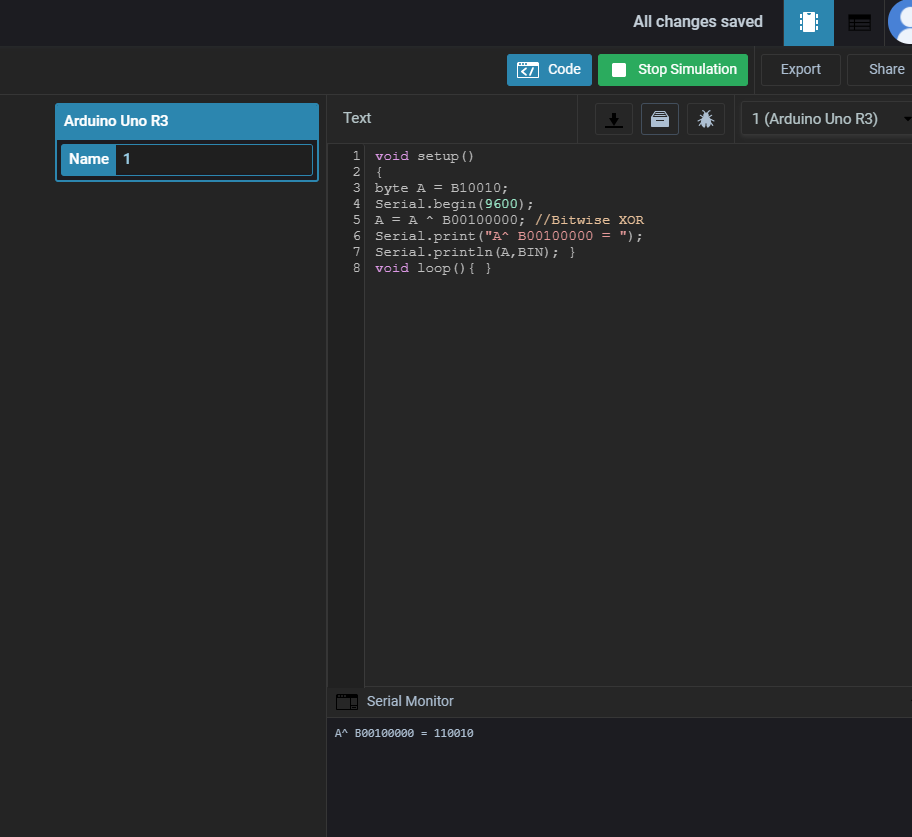 All changes saved
Code
Stop Simulation
Export
Share
Arduino Uno R3
Name 1
Text
1 (Arduino Uno R3)
1 void setup()
2 {
3 byte A = B10010;
4 Serial.begin(9600);
5 A = A ^ B00100000; //Bitwise XOR
6 Serial.print("A^ B00100000 = ");
7 Serial.println(A,BIN); }
8 void loop(){ }
Serial Monitor
A^ B00100000 = 110010